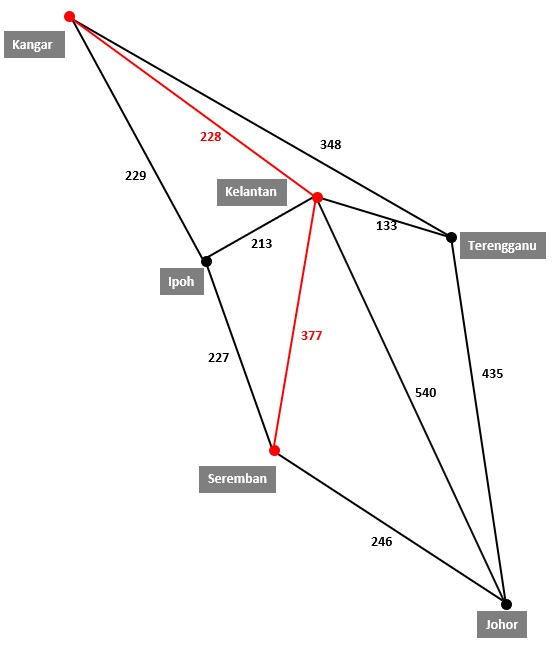 Kangar
228
348
229
Kelantan
133
213
Terengganu
Ipoh
377
227
435
540
Seremban
246
Johor